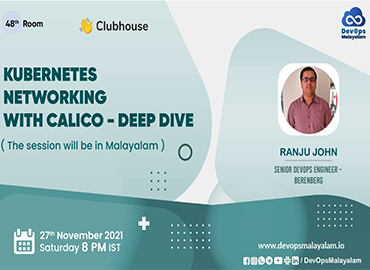 48th Room
Clubhouse
DevOps
Malayalam
KUBERNETES
NETWORKING
WITH CALICO - DEEP DIVE
( The session will be in Malayalam )
RANJU JOHN
SENIOR DEVOPS ENGINEER -
BERENBERG
27th November 2021
Saturday 8 PM IST
www.devopsmalayalam.io
/ DevOpsMalayalam